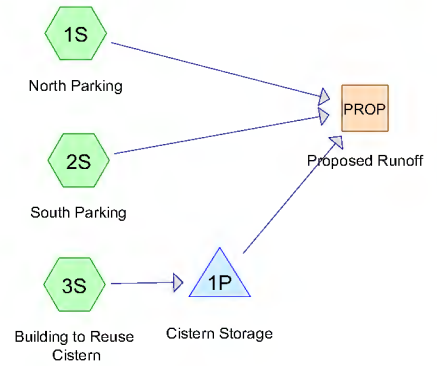 1S
North Parking
PROP
Proposed Runoff
2S
South Parking
3S
Building to Reuse
Cistern
1P
Cistern Storage